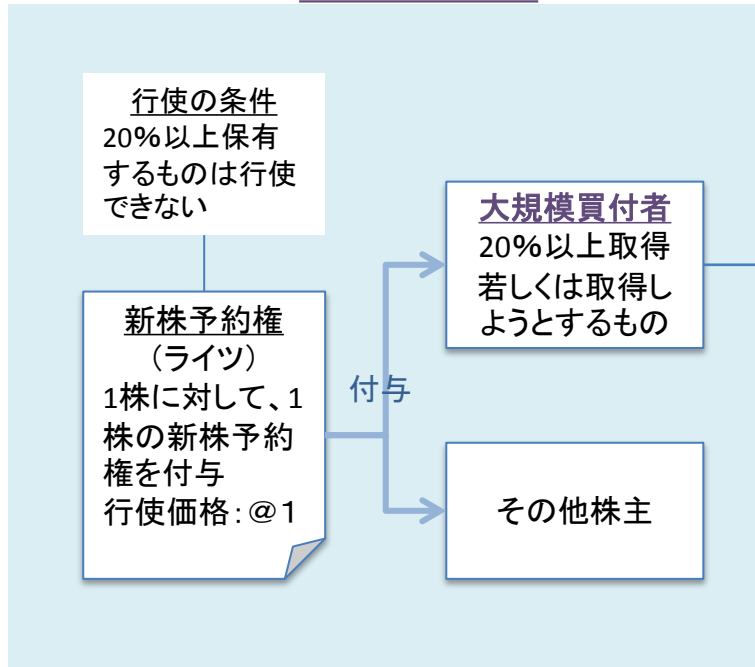 行使の条件
20%以上保有
するものは行使
できない
新株予約権
（ライツ）
1株に対して、1
株の新株予約
権を付与
行使価格：＠１
付与
大規模買付者
20%以上取得
若しくは取得し
ようとするもの
その他株主